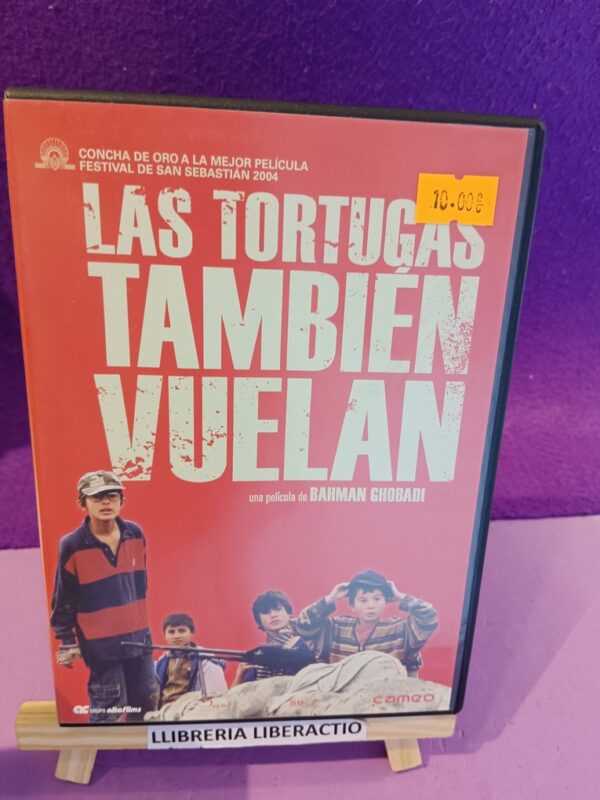 CONCHA DE ORO A LA MEJOR PELÍCULA
FESTIVAL DE SAN SEBASTIÁN 2004
10.00€
LAS TORTUGAS
TAMBIÉN
VUELAN
una película de BAHMAN GHOBADI
altafilms
cameo
LLIBRERIA LIBERACTIO